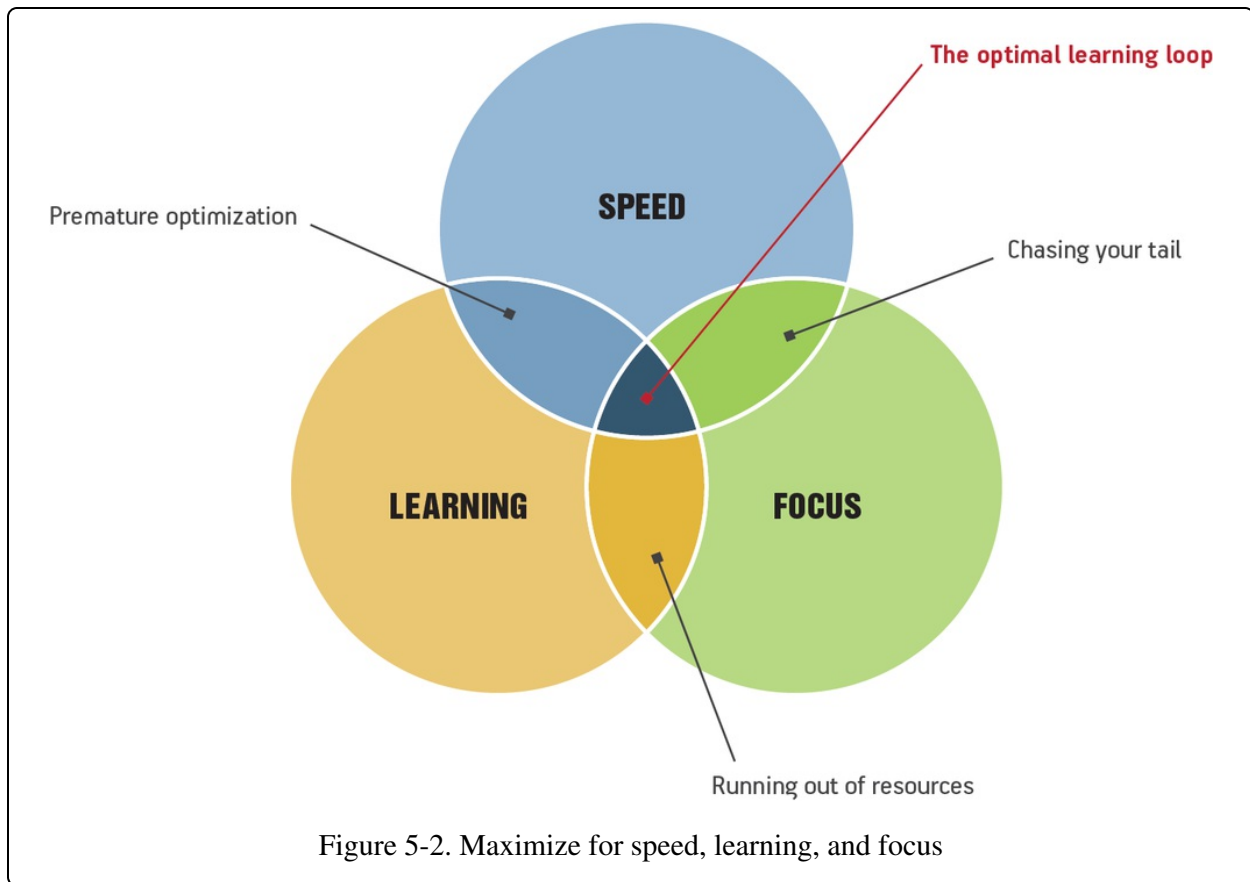 The optimal learning loop
SPEED
Premature optimization
Chasing your tail
LEARNING
FOCUS
Running out of resources
Figure 5-2. Maximize for speed, learning, and focus